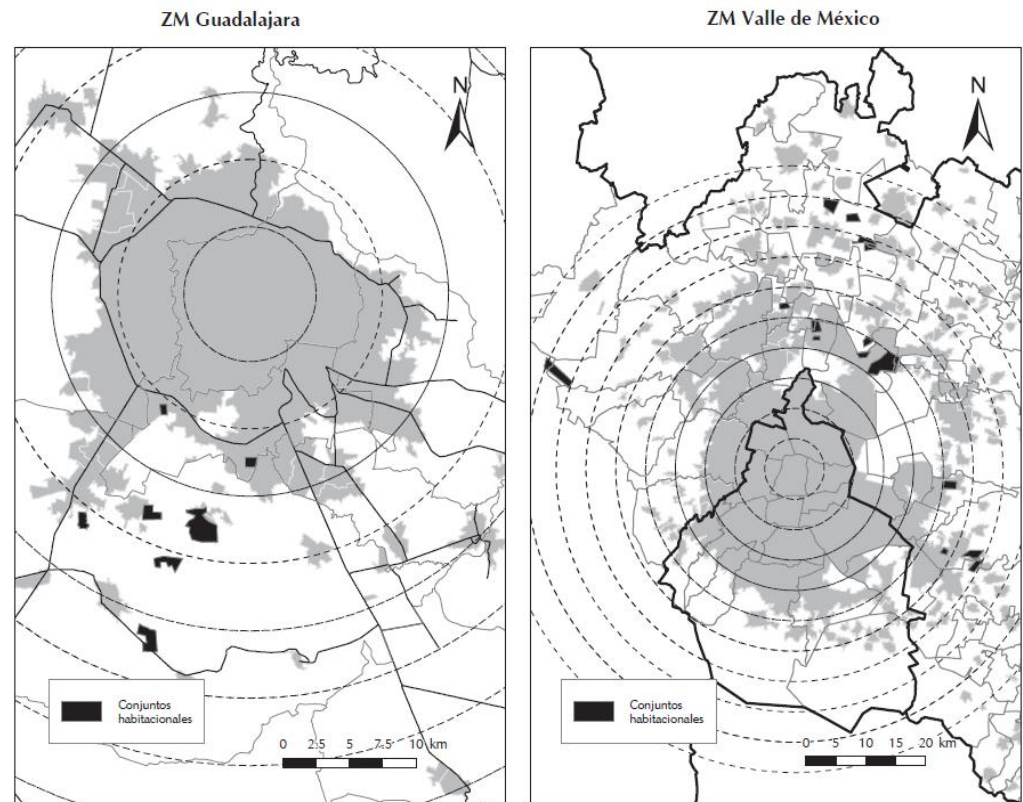 ZM Guadalajara
N
Conjuntos
habitacionales
0 2.5 5 7.5 10 km
ZM Valle de México
N
Conjuntos
habitacionales
0 5 10 15 20 km